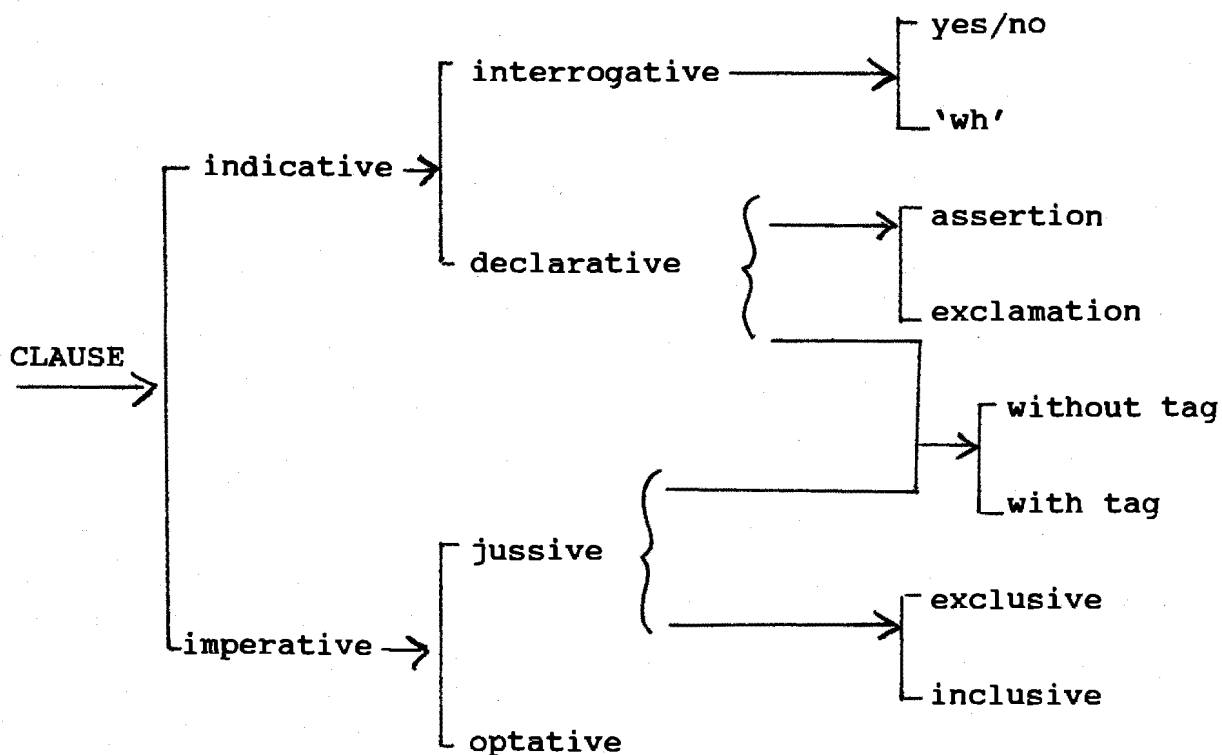 yes/no
interrogative
‘wh’
indicative
assertion
declarative
exclamation
CLAUSE
without tag
with tag
jussive
exclusive
imperative
inclusive
optative